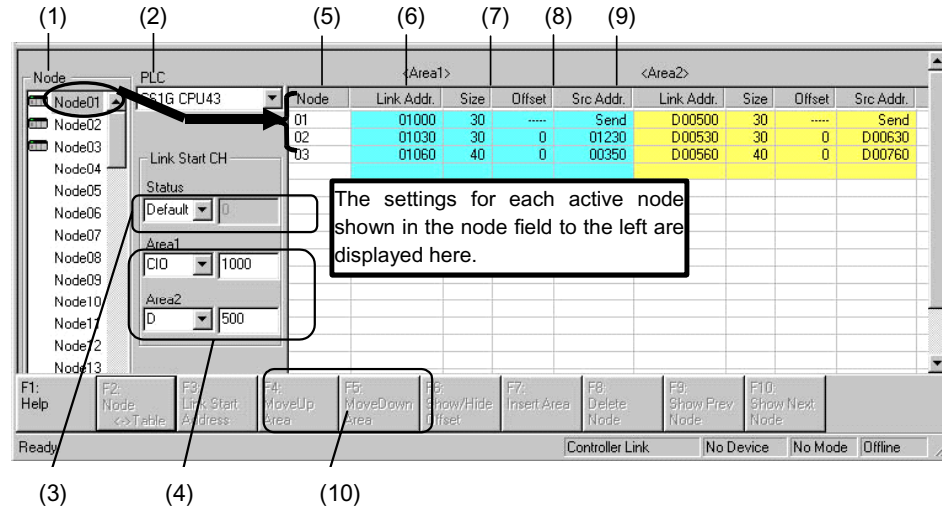 (1) (2) (5) (6) (7) (8) (9)
<Area1> <Area2>
Node PLC
CS1G CPU43
Node Link Addr. Size Offset Src Addr. Link Addr. Size Offset Src Addr.
01 01000 30 ----- Send D00500 30 ----- Send
02 01030 30 0 01230 D00530 30 0 D00630
03 01060 40 0 00350 D00560 40 0 D00760
Node01
Node02
Node03
Node04
Node05
Node06
Node07
Node08
Node09
Node10
Node11
Node12
Node13
Link Start CH
Status
Default 0
Area1
CIO 1000
Area2
D 500
The settings for each active node
shown in the node field to the left are
displayed here.
F1:
Help
F2:
Node
<->Table
F3:
Link Start
Address
F4:
MoveUp
Area
F5:
MoveDown
Area
F6:
Show/Hide
Offset
F7:
Insert Area
F8:
Delete
Node
F9:
Show Prev
Node
F10:
Show Next
Node
Ready Controller Link No Device No Mode Offline
(3) (4) (10)